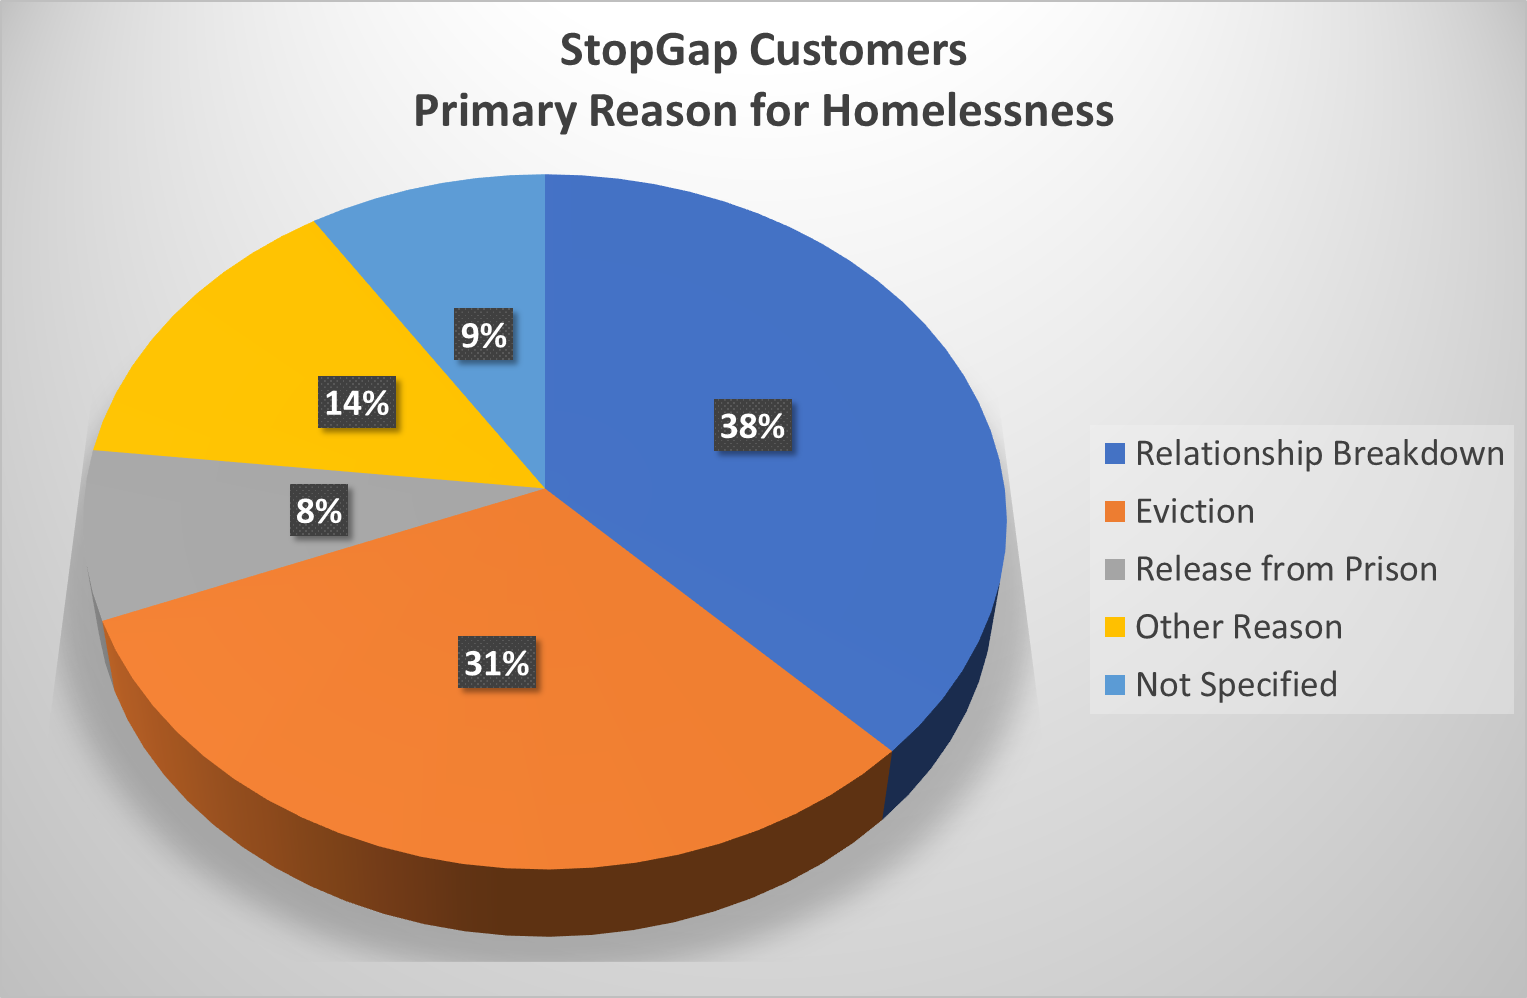 StopGap Customers
Primary Reason for Homelessness
9%
14%
38%
8%
31%
Relationship Breakdown
Eviction
Release from Prison
Other Reason
Not Specified